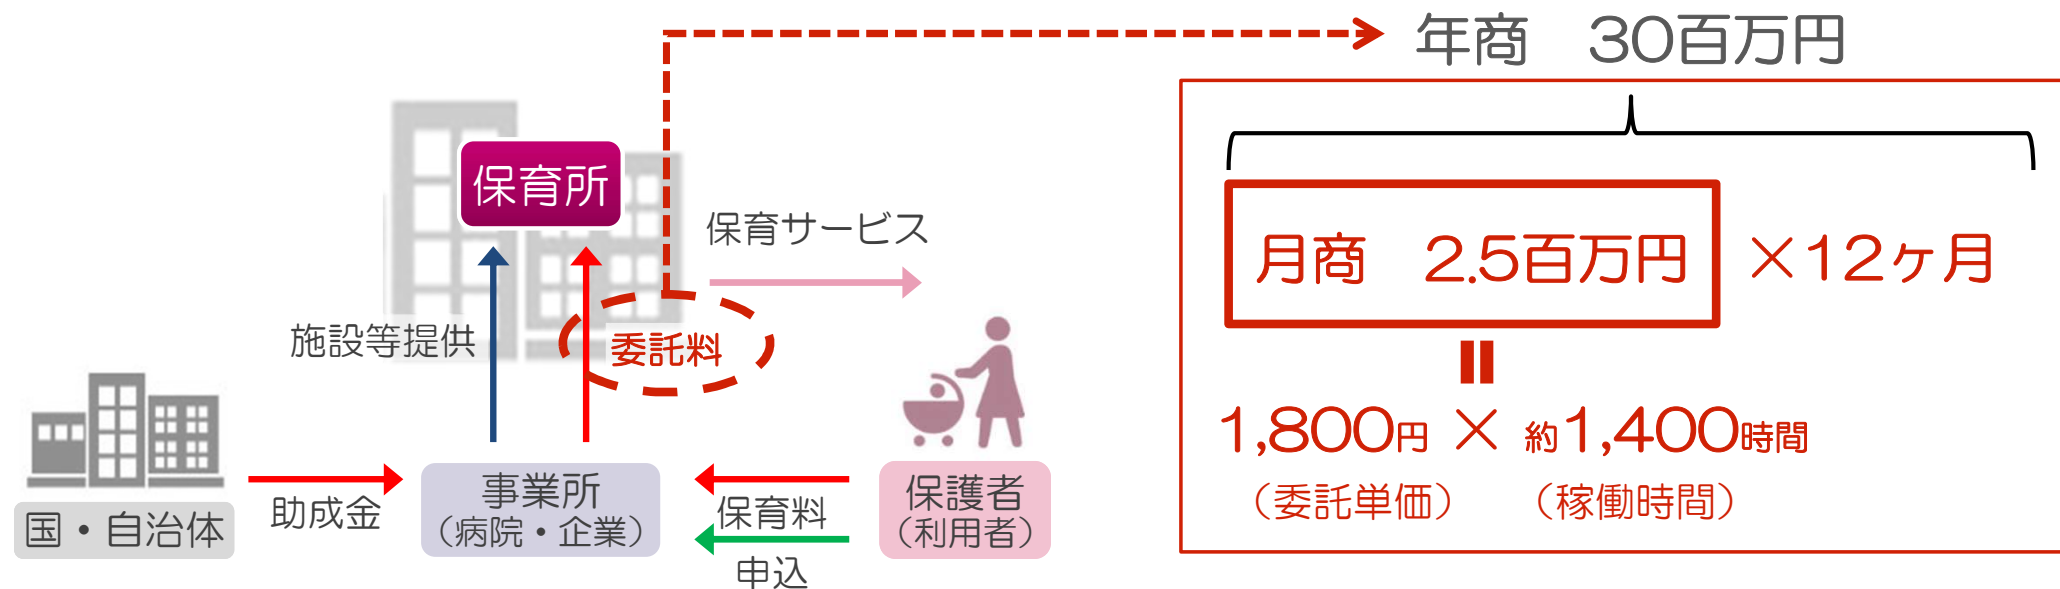 年商　30百万円
保育所
保育サービス
月商　2.5百万円 ×12ヶ月
施設等提供
委託料
1,800円 × 約1,400時間
（委託単価） （稼働時間）
国・自治体
助成金
事業所
（病院・企業）
保育料
申込
保護者
（利用者）